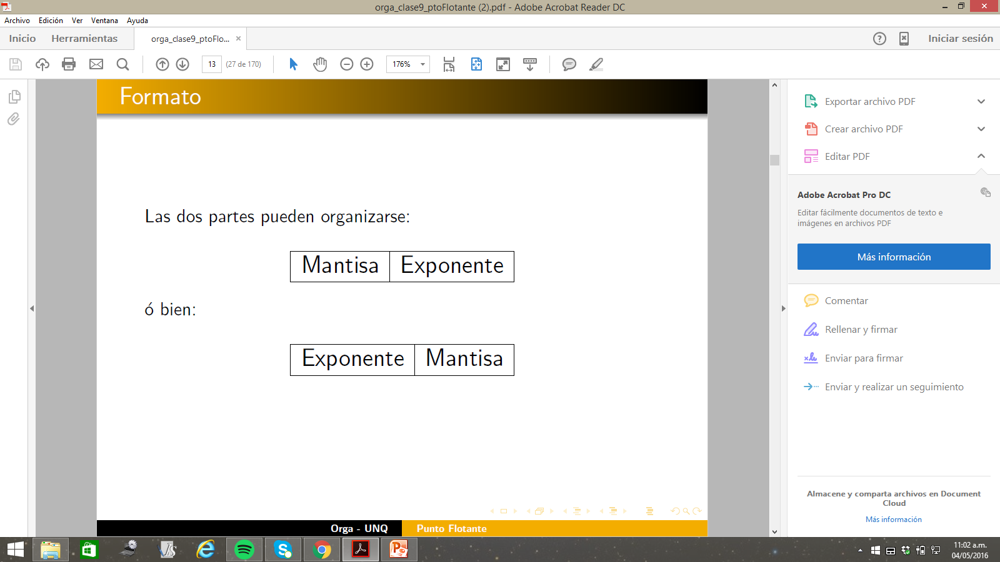 orga_clase9_ptoFlotante (2).pdf - Adobe Acrobat Reader DC
Archivo Edición Ver Ventana Ayuda
Inicio Herramientas orga_clase9_ptoFlo... × Iniciar sesión
13 (27 de 170) 176%
Formato
Las dos partes pueden organizarse:
Mantisa Exponente
ó bien:
Exponente Mantisa
Orga - UNQ Punto Flotante
Exportar archivo PDF
Crear archivo PDF
Editar PDF
Adobe Acrobat Pro DC
Editar fácilmente documentos de texto e
imágenes en archivos PDF
Más información
Comentar
Rellenar y firmar
Enviar para firmar
Enviar y realizar un seguimiento
Almacene y comparta archivos en Document
Cloud
Más información
11:02 a.m.
04/05/2016